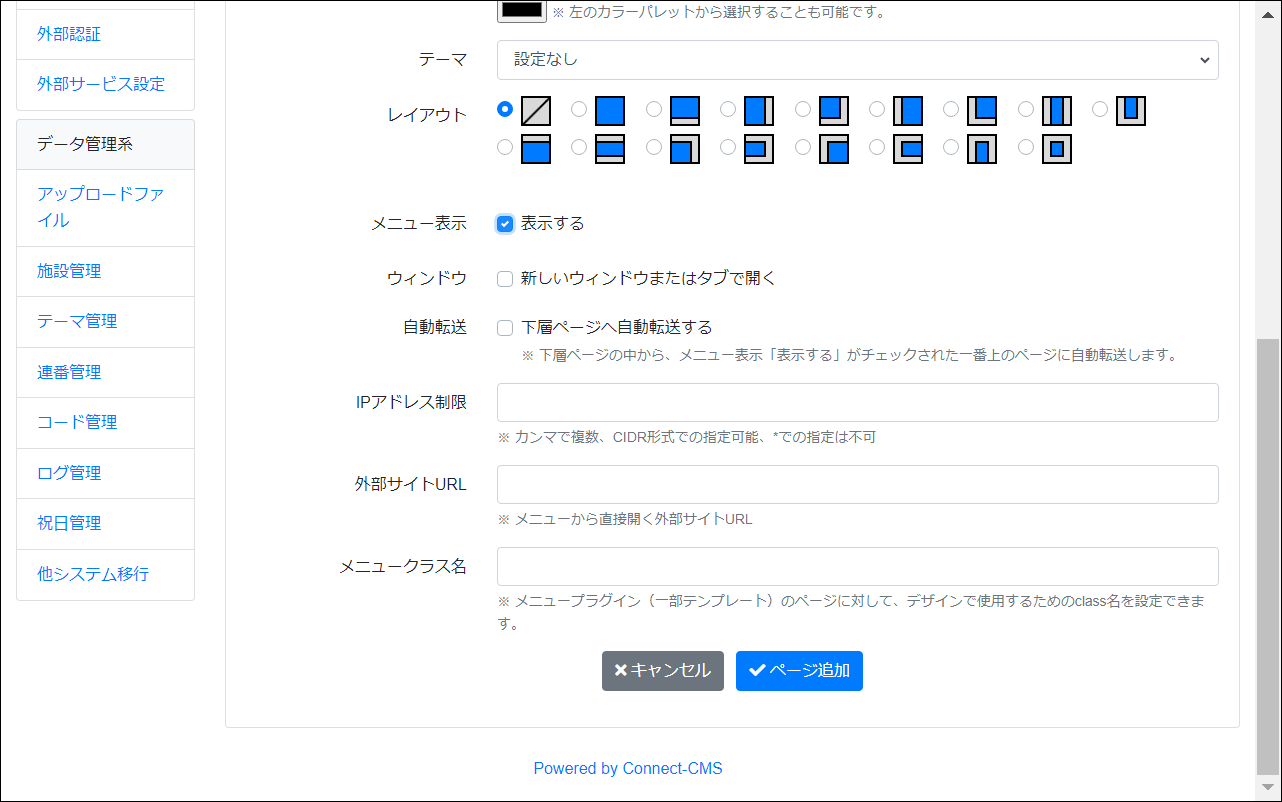 ※ 左のカラーパレットから選択することも可能です。
外部認証
外部サービス設定
データ管理系
アップロードファ
イル
施設管理
テーマ管理
連番管理
コード管理
ログ管理
祝日管理
他システム移行
テーマ
設定なし
レイアウト
メニュー表示
表示する
ウィンドウ
新しいウィンドウまたはタブで開く
自動転送
下層ページへ自動転送する
※ 下層ページの中から、メニュー表示「表示する」がチェックされた一番上のページに自動転送します。
IPアドレス制限
※ カンマで複数、CIDR形式での指定可能、*での指定は不可
外部サイトURL
※ メニューから直接開く外部サイトURL
メニュークラス名
※ メニュープラグイン（一部テンプレート）のページに対して、デザインで使用するためのclass名を設定できま
す。
キャンセル
ページ追加
Powered by Connect-CMS